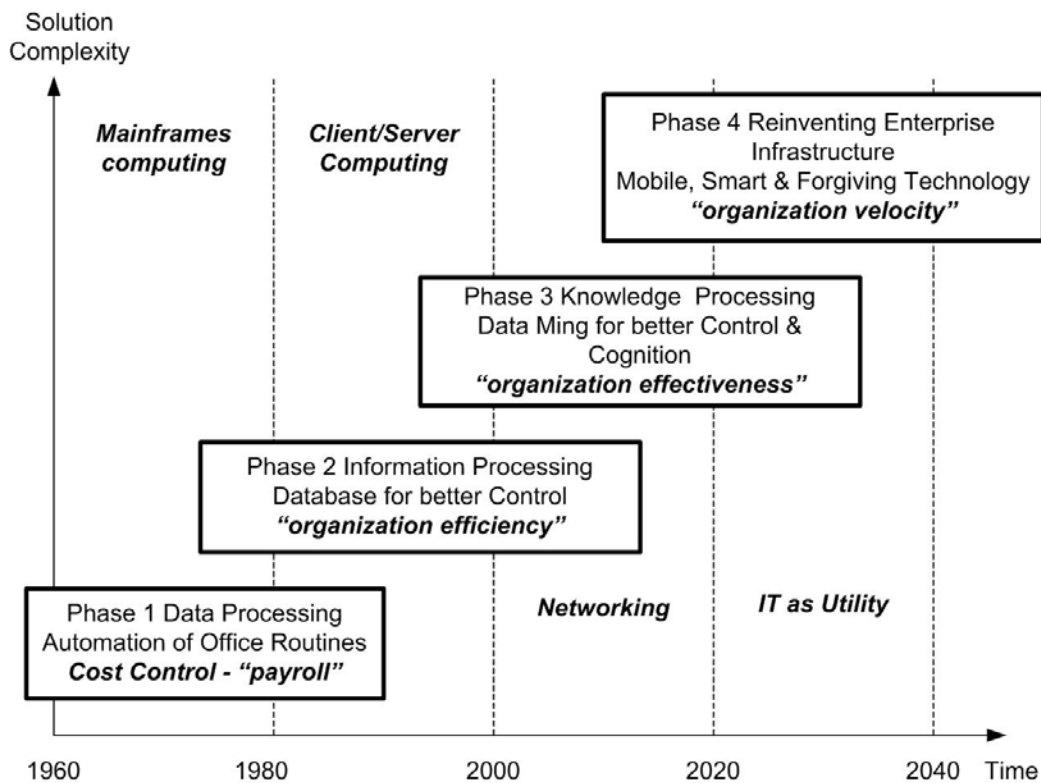 Solution
Complexity
Mainframes
computing
Client/Server
Computing
Phase 4 Reinventing Enterprise
Infrastructure
Mobile, Smart & Forgiving Technology
“organization velocity”
Phase 3 Knowledge Processing
Data Ming for better Control &
Cognition
“organization effectiveness”
Phase 2 Information Processing
Database for better Control
“organization efficiency”
Phase 1 Data Processing
Automation of Office Routines
Cost Control - “payroll”
Networking
IT as Utility
1960 1980 2000 2020 2040 Time